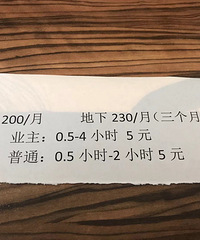 200/月 地下 230/月（三个月
业主：0.5-4 小时 5 元
普通：0.5 小时-2 小时 5 元